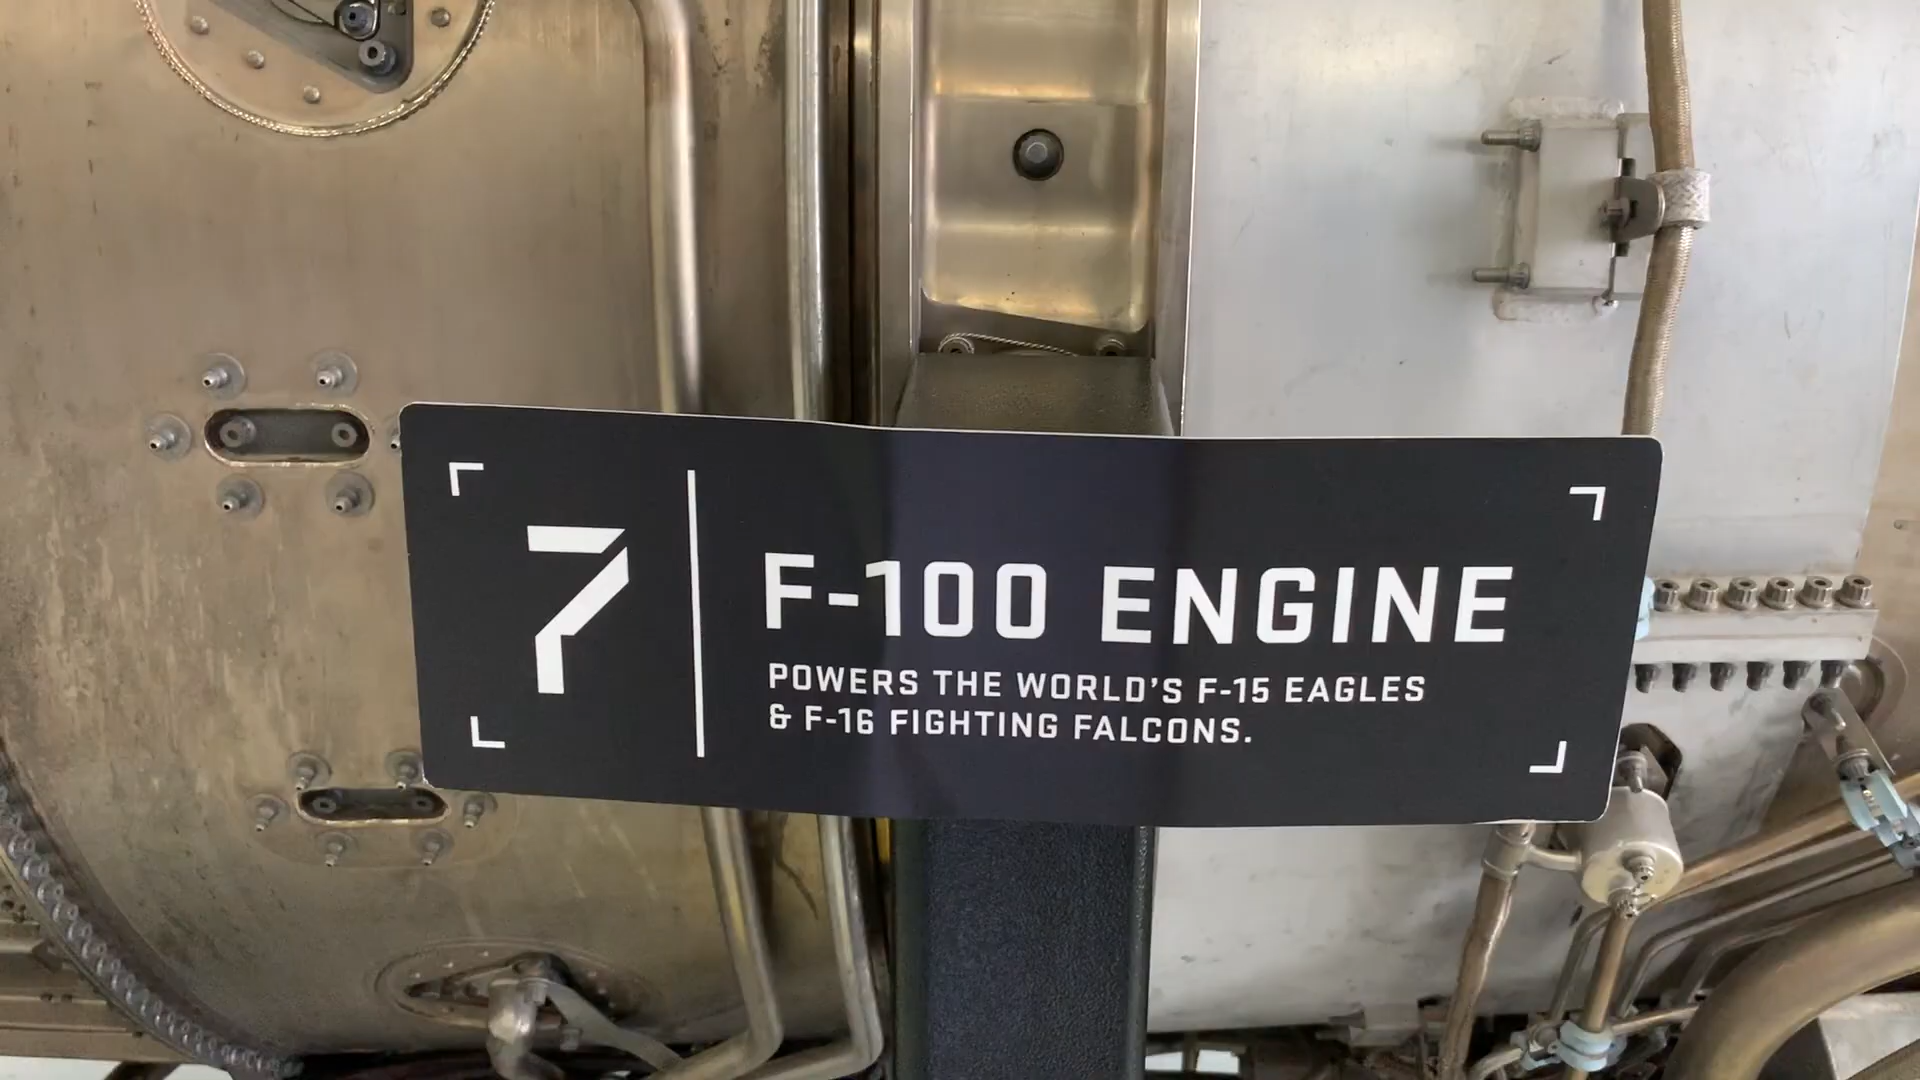 7
F-100 ENGINE
POWERS THE WORLD'S F-15 EAGLES
& F-16 FIGHTING FALCONS.